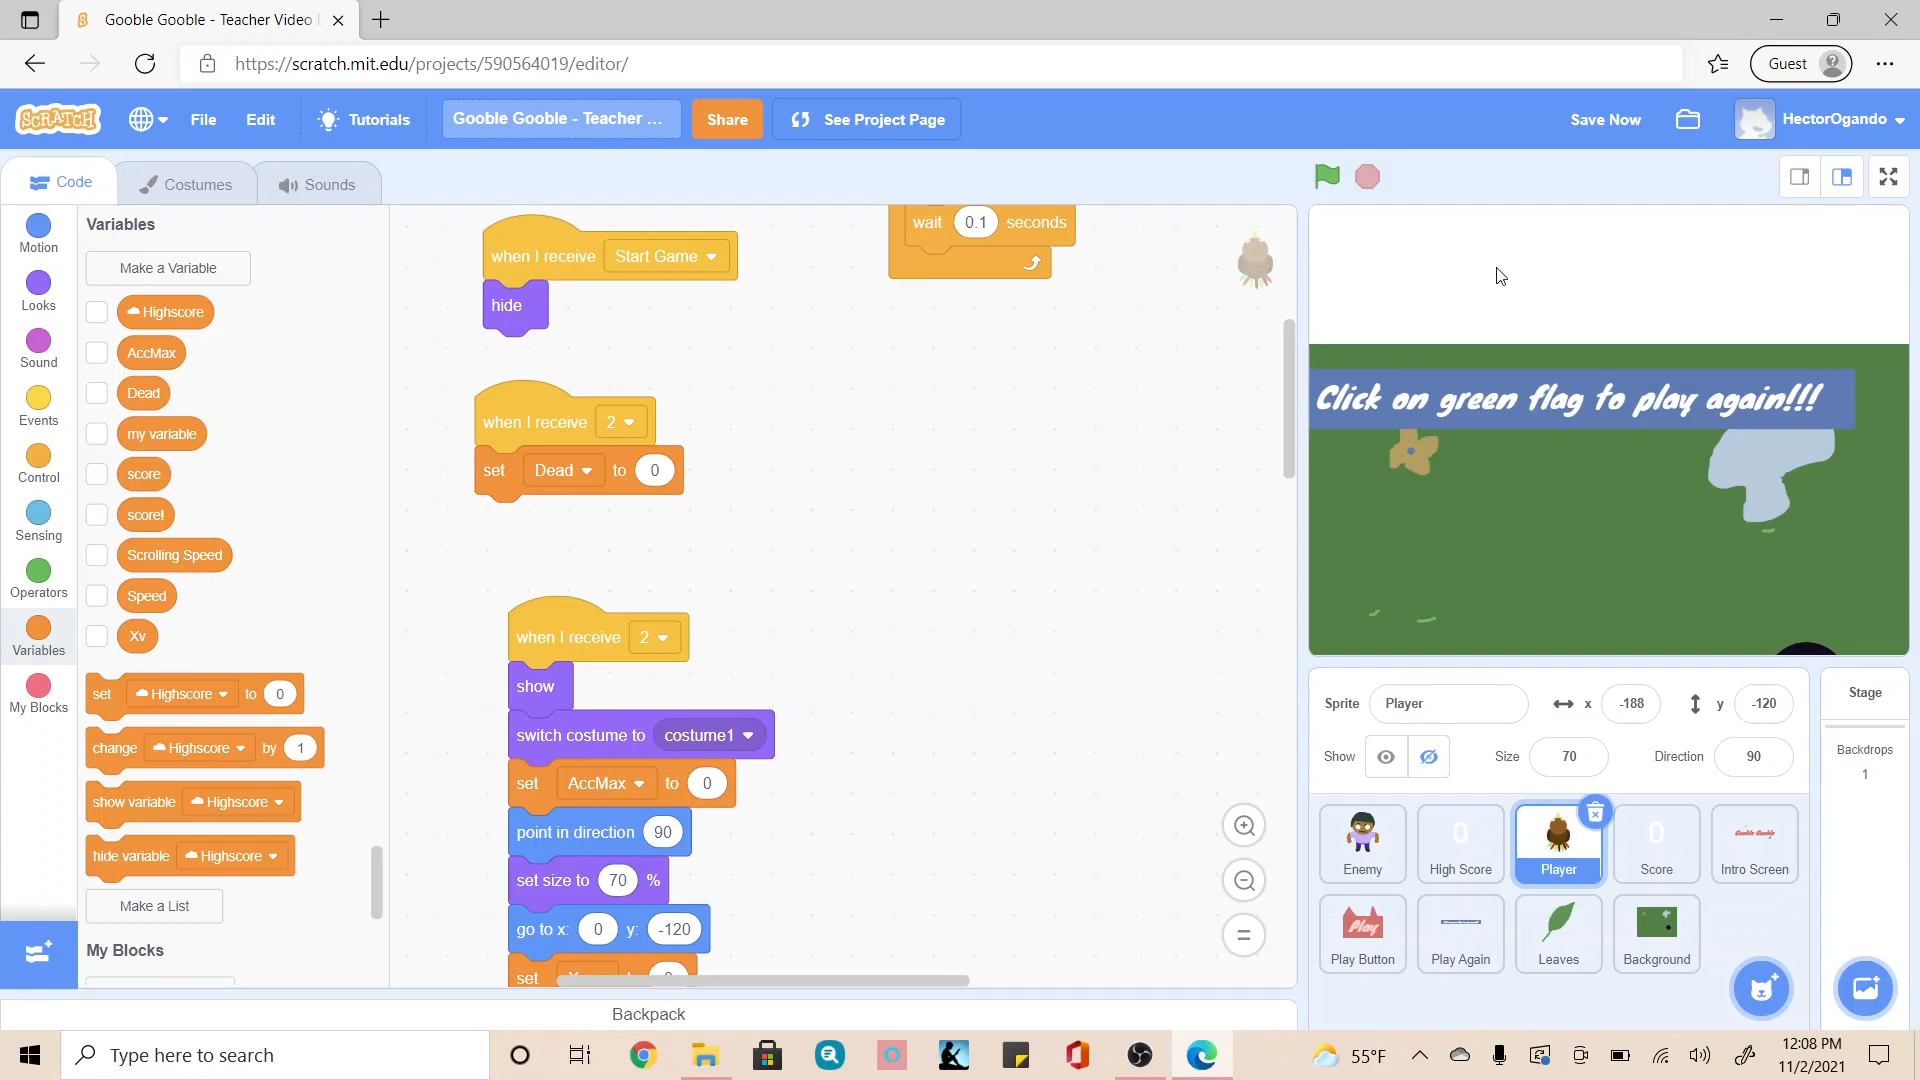 Gooble Gooble - Teacher Video
https://scratch.mit.edu/projects/590564019/editor/
Guest
SCRATCH
File
Edit
Tutorials
Gooble Gooble - Teacher ...
Share
See Project Page
Save Now
HectorOgando
Code
Costumes
Sounds
Motion
Looks
Sound
Events
Control
Sensing
Operators
Variables
My Blocks
Variables
Make a Variable
Highscore
AccMax
Dead
my variable
score
score!
Scrolling Speed
Speed
Xv
set Highscore to 0
change Highscore by 1
show variable Highscore
hide variable Highscore
Make a List
My Blocks
wait 0.1 seconds
when I receive Start Game
hide
when I receive 2
set Dead to 0
when I receive 2
show
switch costume to costume1
set AccMax to 0
point in direction 90
set size to 70 %
go to x: 0 y: -120
set
Backpack
Click on green flag to play again!!!
Sprite Player x -188 y -120
Show Size 70 Direction 90
Stage
Backdrops
1
Enemy
0
High Score
Player
0
Score
Gooble Gooble
Intro Screen
Play
Play Button
Play Again
Leaves
Background
Type here to search
55°F
12:08 PM
11/2/2021